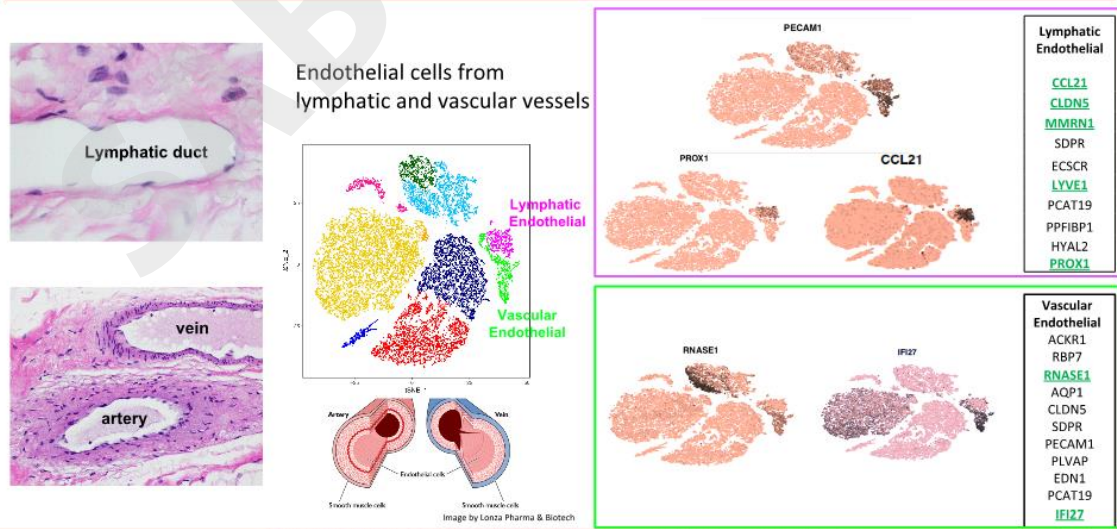 Lymphatic duct
vein
artery
Endothelial cells from
lymphatic and vascular vessels
Lymphatic
Endothelial
Vascular
Endothelial
Artery
Vein
Endothelial cells
Smooth muscle cells
Smooth muscle cells
Image by Lonza Pharma & Biotech
PECAM1
PROX1
CCL21
Lymphatic
Endothelial
CCL21
CLDN5
MMRN1
SDPR
ECSCR
LYVE1
PCAT19
PPFIBP1
HYAL2
PROX1
RNASE1
IFI27
Vascular
Endothelial
ACKR1
RBP7
RNASE1
AQP1
CLDN5
SDPR
PECAM1
PLVAP
EDN1
PCAT19
IFI27